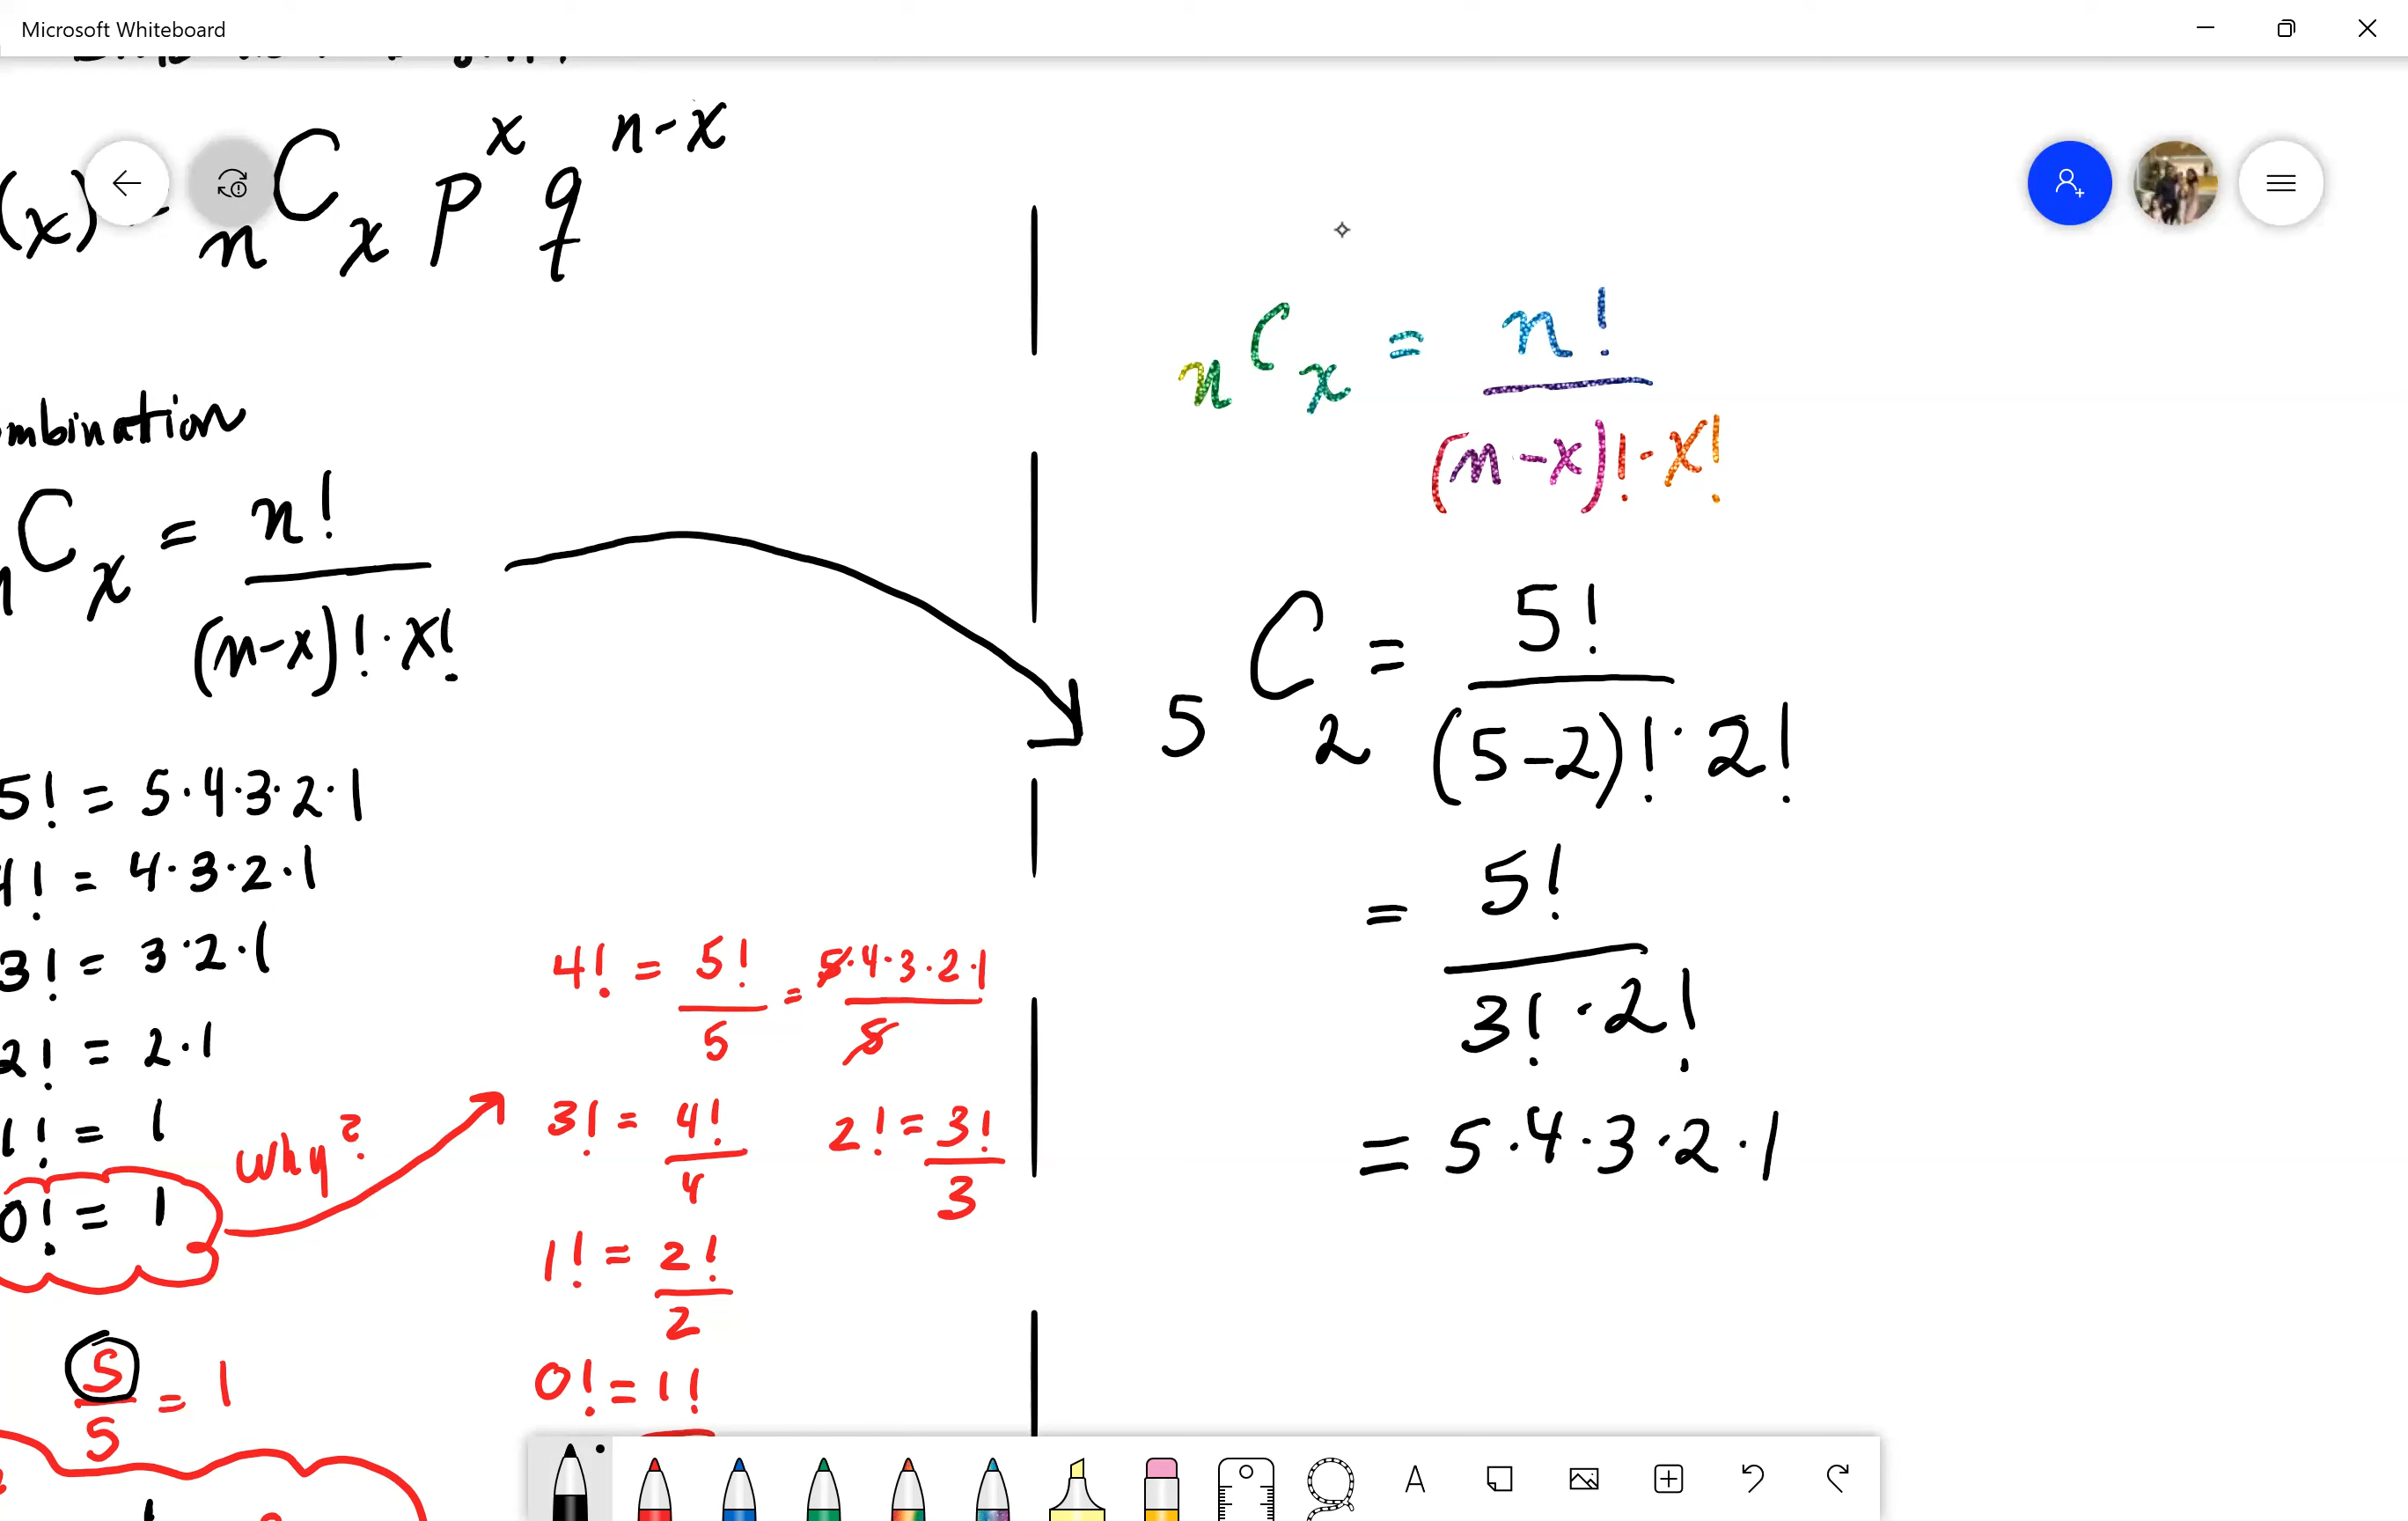 Microsoft Whiteboard
(x) = nCx p^x q^n-x
ombination
nCx = n! / (n-x)! · x!
5! = 5·4·3·2·1
4! = 4·3·2·1
3! = 3·2·1
2! = 2·1
1! = 1
0! = 1
why?
5/5 = 1
4! = 5!/5 = 5·4·3·2·1/5
3! = 4!/4
2! = 3!/3
1! = 2!/2
0! = 1!
nCx = n! / (n-x)! · x!
5C2 = 5! / (5-2)! · 2!
= 5! / 3! · 2!
= 5·4·3·2·1
A